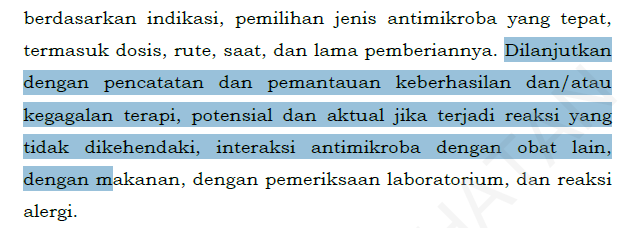 berdasarkan indikasi, pemilihan jenis antimikroba yang tepat,
termasuk dosis, rute, saat, dan lama pemberiannya. Dilanjutkan
dengan pencatatan dan pemantauan keberhasilan dan/atau
kegagalan terapi, potensial dan aktual jika terjadi reaksi yang
tidak dikehendaki, interaksi antimikroba dengan obat lain,
dengan makanan, dengan pemeriksaan laboratorium, dan reaksi
alergi.
HATAN